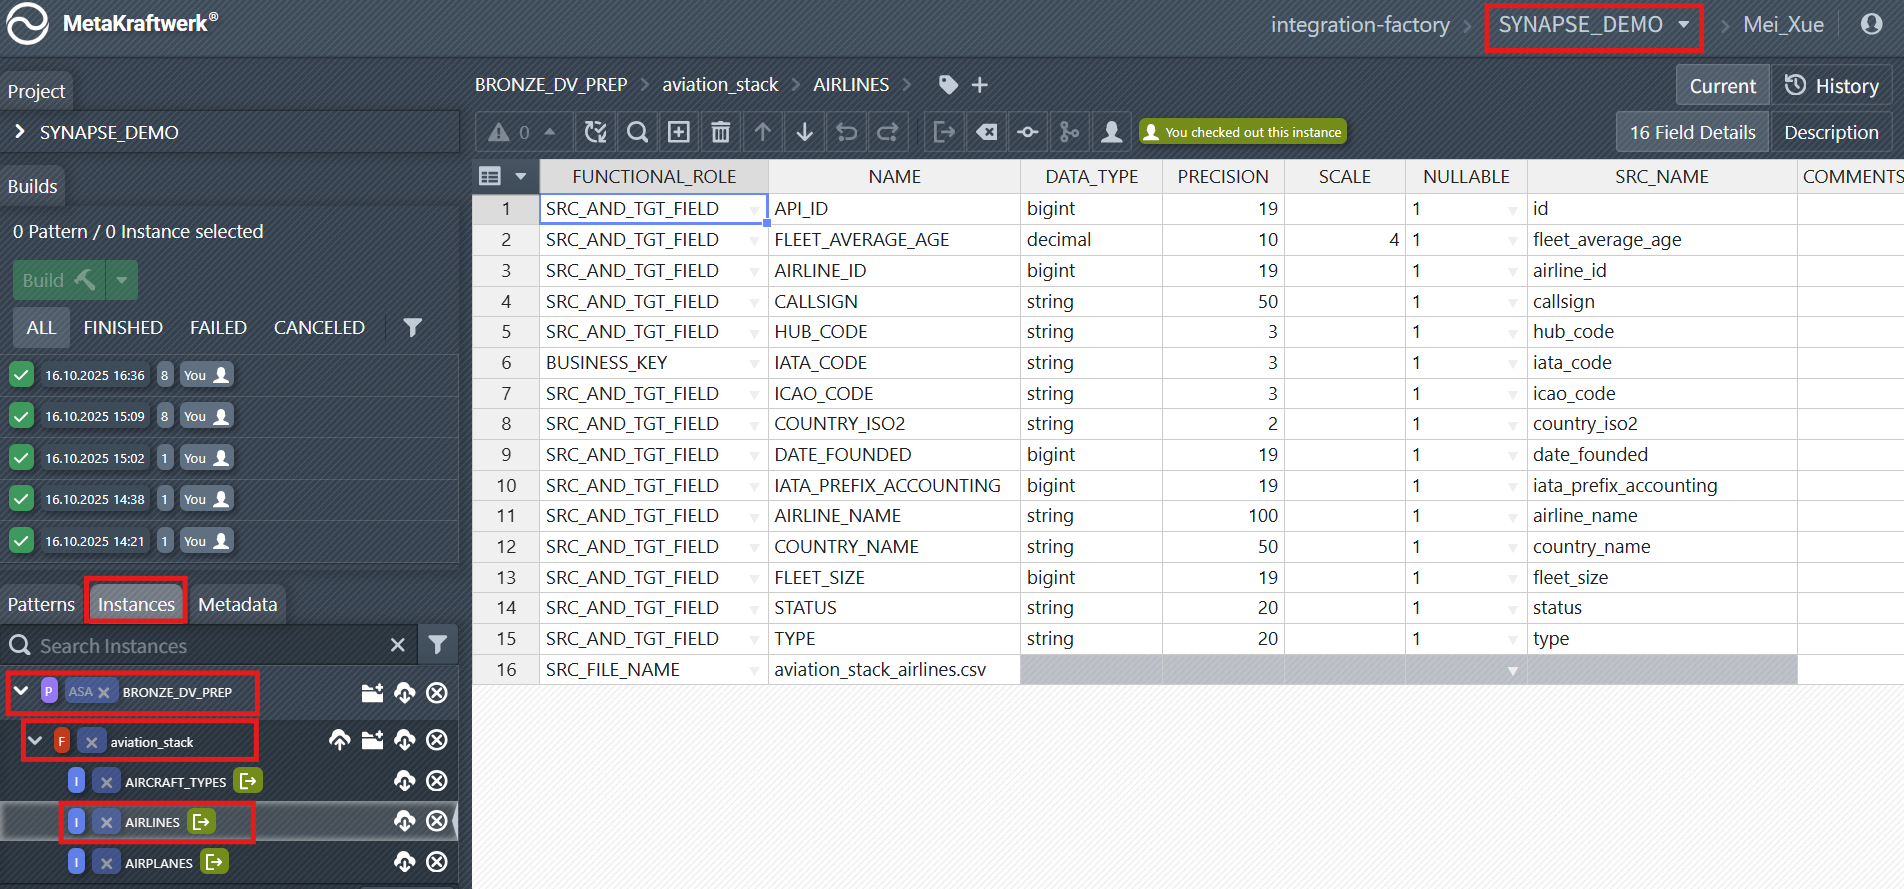 MetaKraftwerk®
integration-factory > SYNAPSE_DEMO > Mei_Xue
Project
SYNAPSE_DEMO
Builds
0 Pattern / 0 Instance selected
Build
ALL FINISHED FAILED CANCELED
16.10.2025 16:36 8 You
16.10.2025 15:09 8 You
16.10.2025 15:02 1 You
16.10.2025 14:38 1 You
16.10.2025 14:21 1 You
Patterns Instances Metadata
Search Instances
P ASA BRONZE_DV_PREP
F aviation_stack
I AIRCRAFT_TYPES
I AIRLINES
I AIRPLANES
BRONZE_DV_PREP > aviation_stack > AIRLINES >
Current History
0 You checked out this instance
16 Field Details Description
FUNCTIONAL_ROLE NAME DATA_TYPE PRECISION SCALE NULLABLE SRC_NAME COMMENTS
1 SRC_AND_TGT_FIELD API_ID bigint 19 1 id
2 SRC_AND_TGT_FIELD FLEET_AVERAGE_AGE decimal 10 4 1 fleet_average_age
3 SRC_AND_TGT_FIELD AIRLINE_ID bigint 19 1 airline_id
4 SRC_AND_TGT_FIELD CALLSIGN string 50 1 callsign
5 SRC_AND_TGT_FIELD HUB_CODE string 3 1 hub_code
6 BUSINESS_KEY IATA_CODE string 3 1 iata_code
7 SRC_AND_TGT_FIELD ICAO_CODE string 3 1 icao_code
8 SRC_AND_TGT_FIELD COUNTRY_ISO2 string 2 1 country_iso2
9 SRC_AND_TGT_FIELD DATE_FOUNDED bigint 19 1 date_founded
10 SRC_AND_TGT_FIELD IATA_PREFIX_ACCOUNTING bigint 19 1 iata_prefix_accounting
11 SRC_AND_TGT_FIELD AIRLINE_NAME string 100 1 airline_name
12 SRC_AND_TGT_FIELD COUNTRY_NAME string 50 1 country_name
13 SRC_AND_TGT_FIELD FLEET_SIZE bigint 19 1 fleet_size
14 SRC_AND_TGT_FIELD STATUS string 20 1 status
15 SRC_AND_TGT_FIELD TYPE string 20 1 type
16 SRC_FILE_NAME aviation_stack_airlines.csv